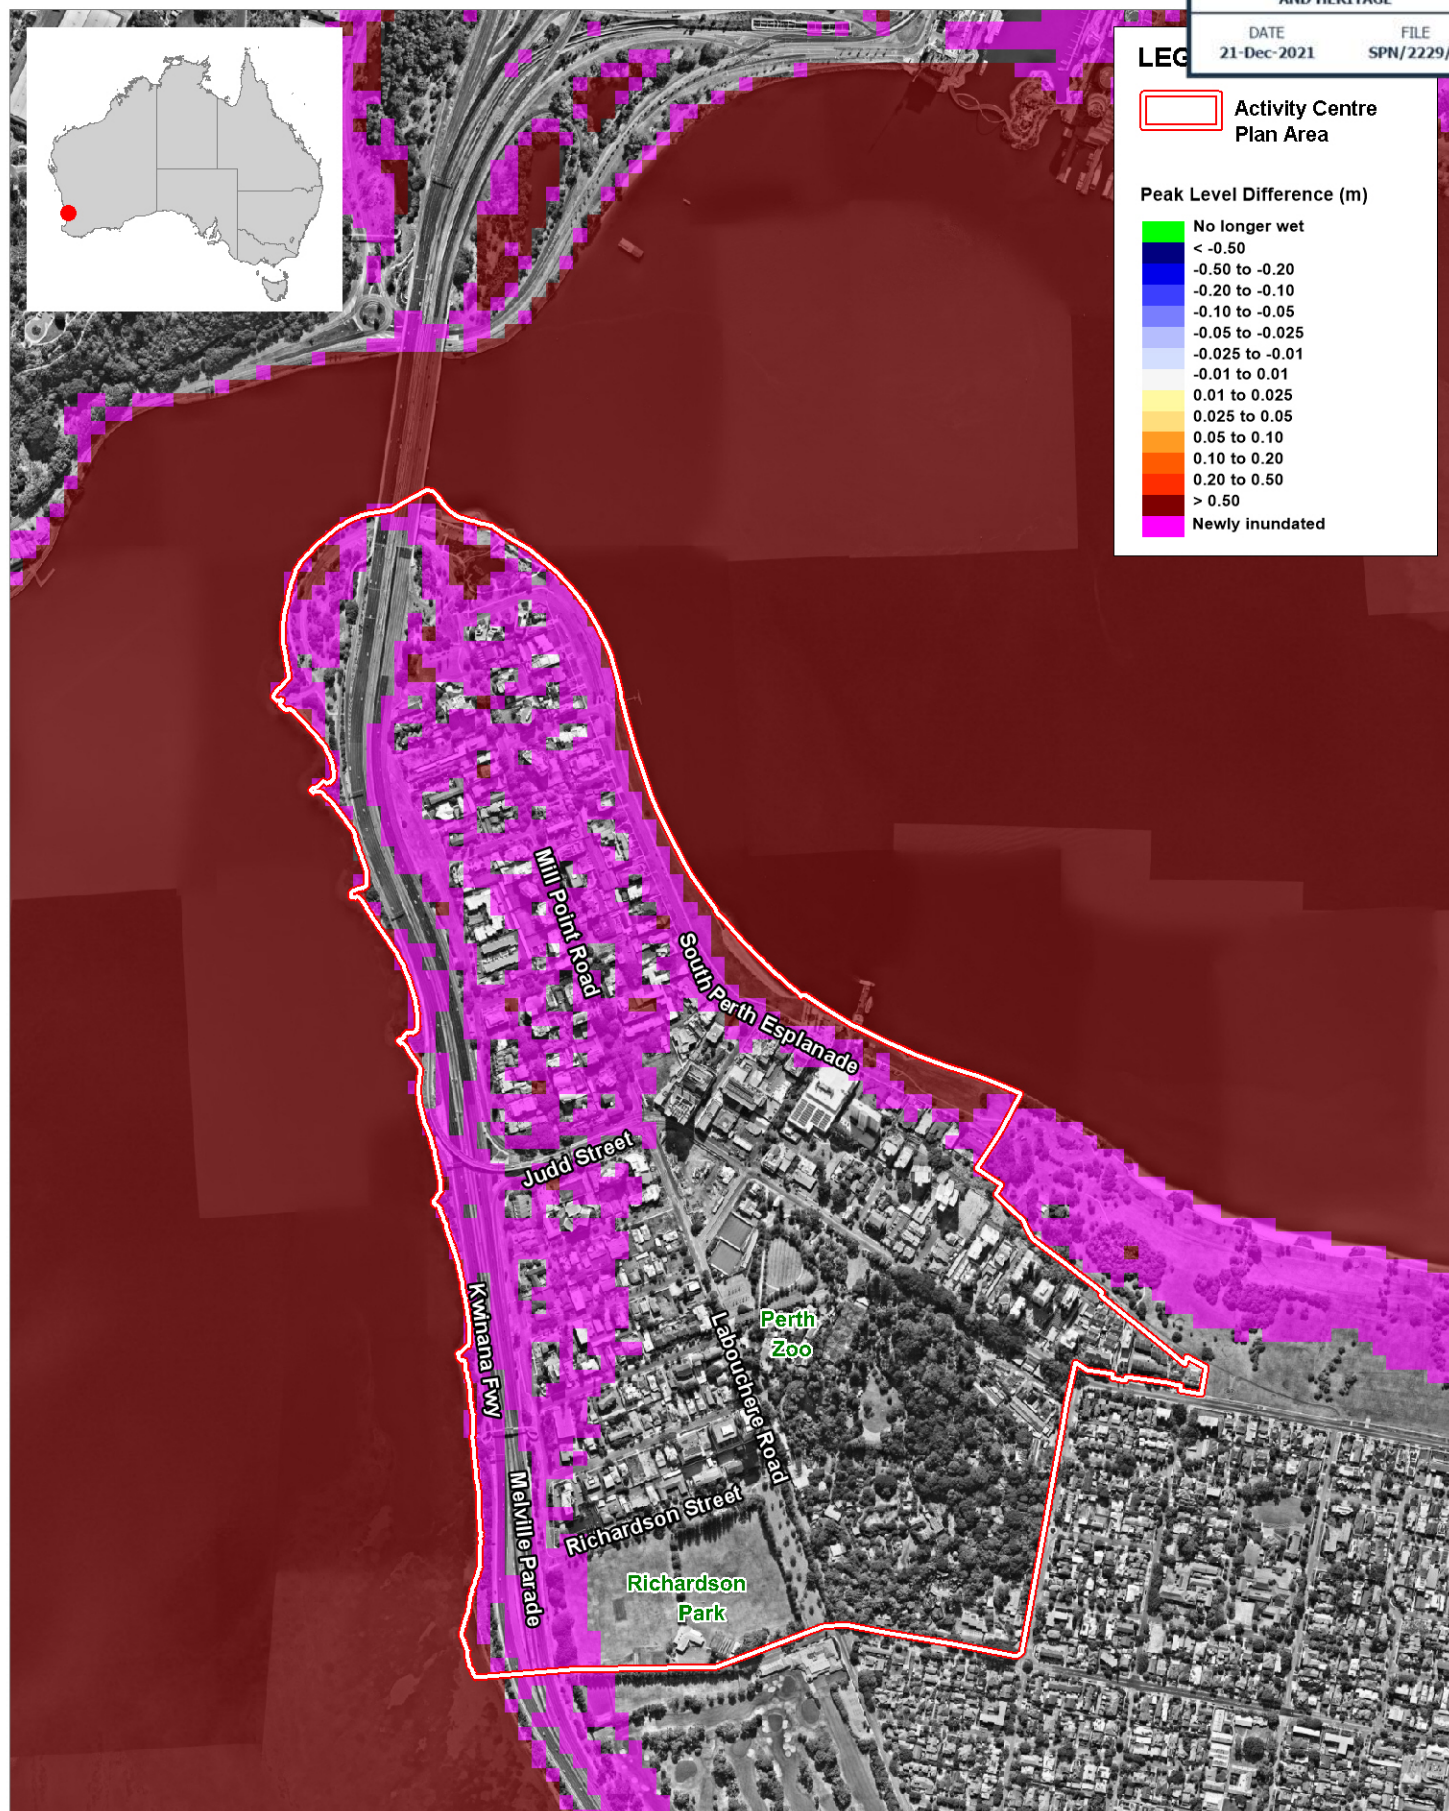 AND HERITAGE
DATE FILE
21-Dec-2021 SPN/2229/
LEG
Activity Centre
Plan Area
Peak Level Difference (m)
No longer wet
< -0.50
-0.50 to -0.20
-0.20 to -0.10
-0.10 to -0.05
-0.05 to -0.025
-0.025 to -0.01
-0.01 to 0.01
0.01 to 0.025
0.025 to 0.05
0.05 to 0.10
0.10 to 0.20
0.20 to 0.50
> 0.50
Newly inundated
Mill Point Road
South Perth Esplanade
Judd Street
Kwinana Fwy
Labouchere Road
Perth
Zoo
Melville Parade
Richardson Street
Richardson
Park